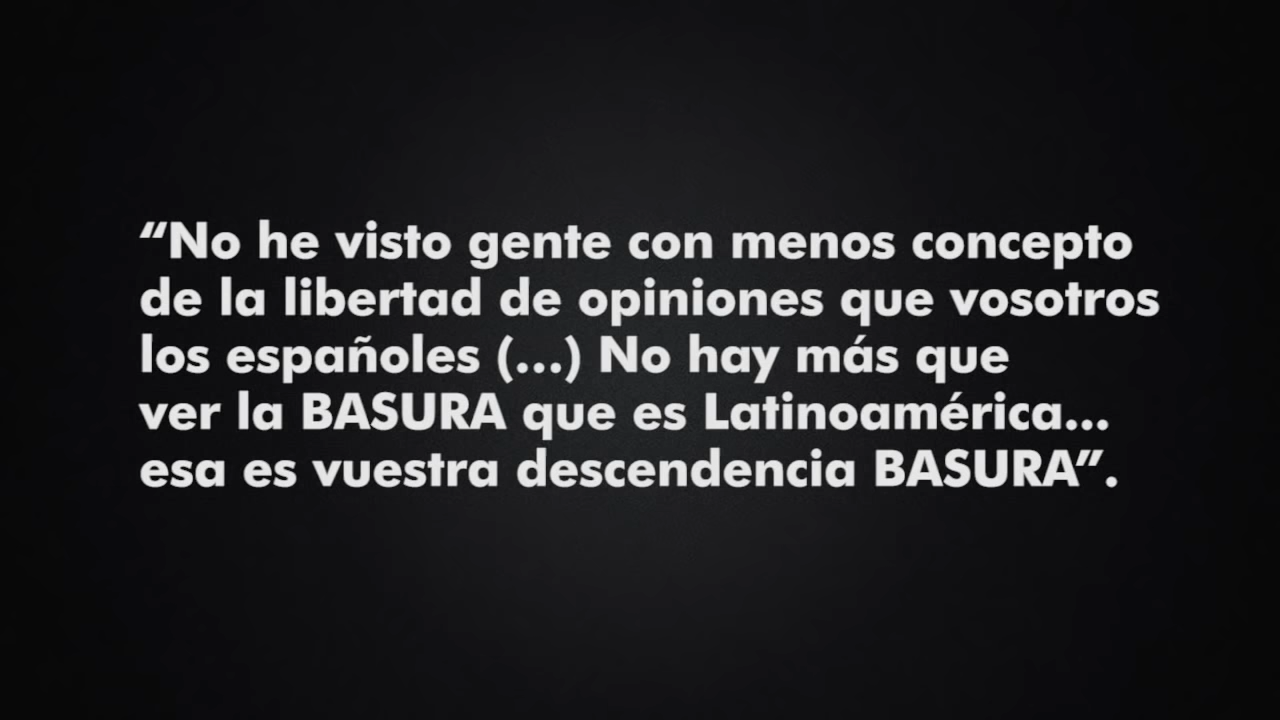 “No he visto gente con menos concepto
de la libertad de opiniones que vosotros
los españoles (...) No hay más que
ver la BASURA que es Latinoamérica...
esa es vuestra descendencia BASURA”.